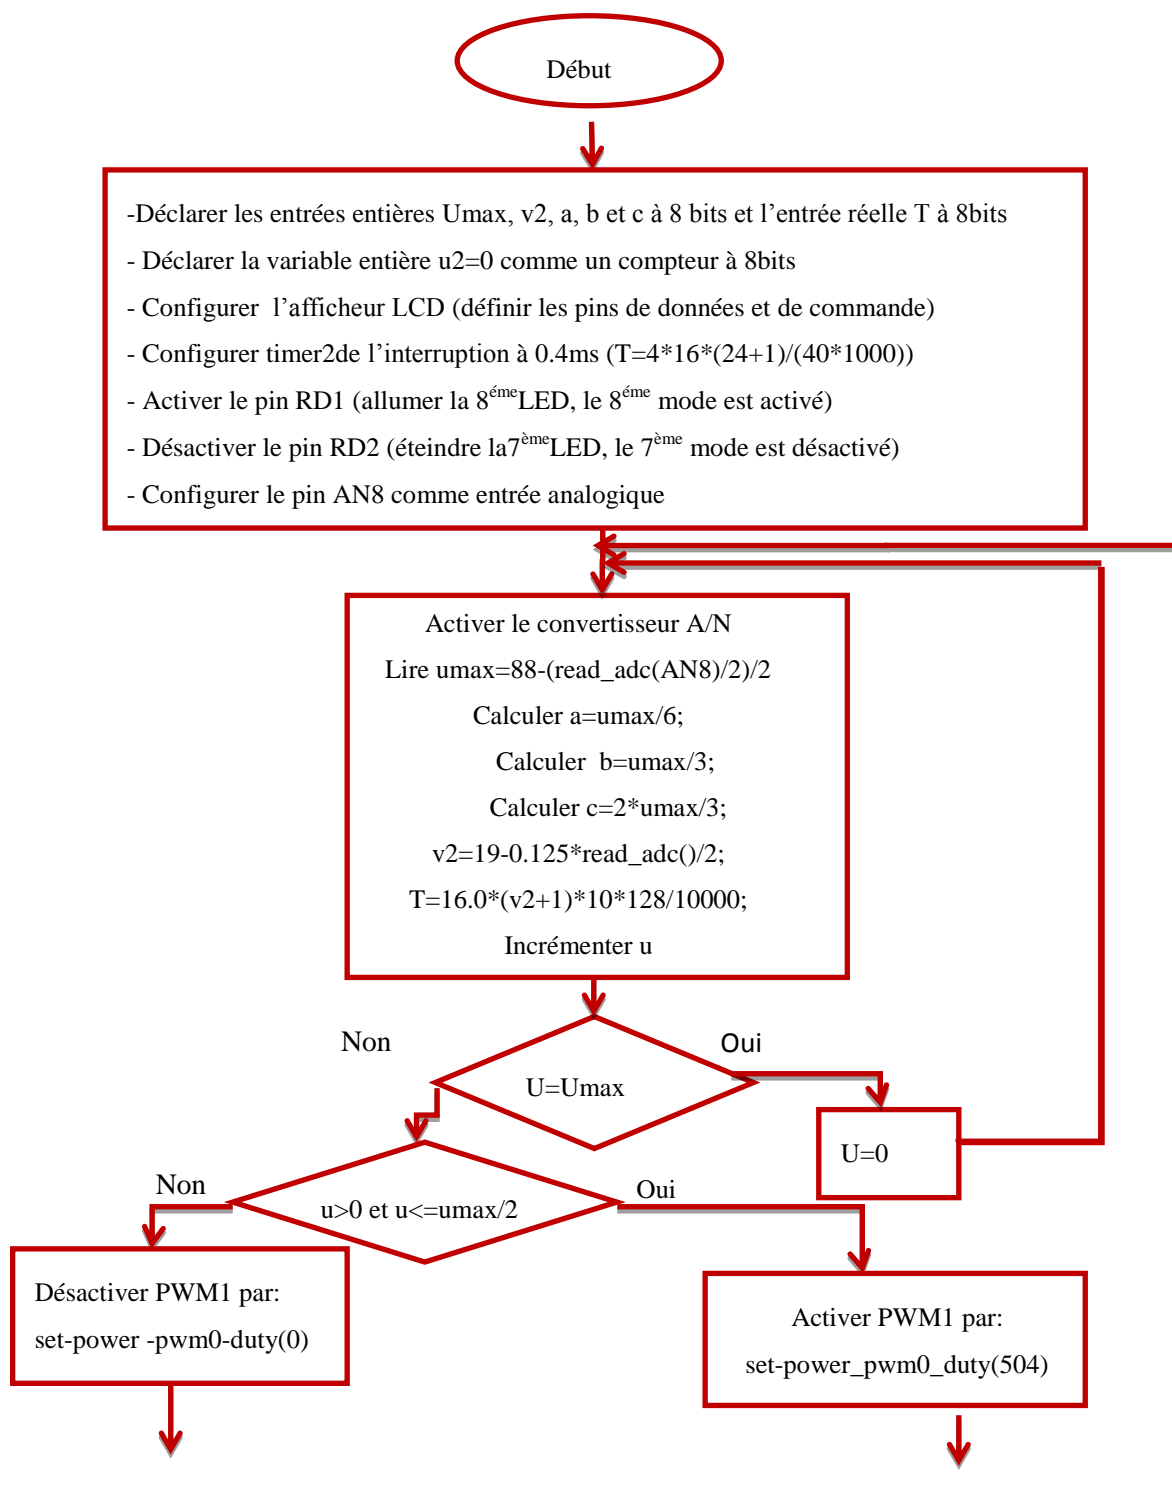 Début
-Déclarer les entrées entières Umax, v2, a, b et c à 8 bits et l’entrée réelle T à 8bits
- Déclarer la variable entière u2=0 comme un compteur à 8bits
- Configurer l’afficheur LCD (définir les pins de données et de commande)
- Configurer timer2de l’interruption à 0.4ms (T=4*16*(24+1)/(40*1000))
- Activer le pin RD1 (allumer la 8émeLED, le 8éme mode est activé)
- Désactiver le pin RD2 (éteindre la7èmeLED, le 7ème mode est désactivé)
- Configurer le pin AN8 comme entrée analogique
Activer le convertisseur A/N
Lire umax=88-(read_adc(AN8)/2)/2
Calculer a=umax/6;
Calculer b=umax/3;
Calculer c=2*umax/3;
v2=19-0.125*read_adc()/2;
T=16.0*(v2+1)*10*128/10000;
Incrémenter u
Non
Oui
U=Umax
U=0
Non
Oui
u>0 et u<=umax/2
Désactiver PWM1 par:
set-power -pwm0-duty(0)
Activer PWM1 par:
set-power_pwm0_duty(504)